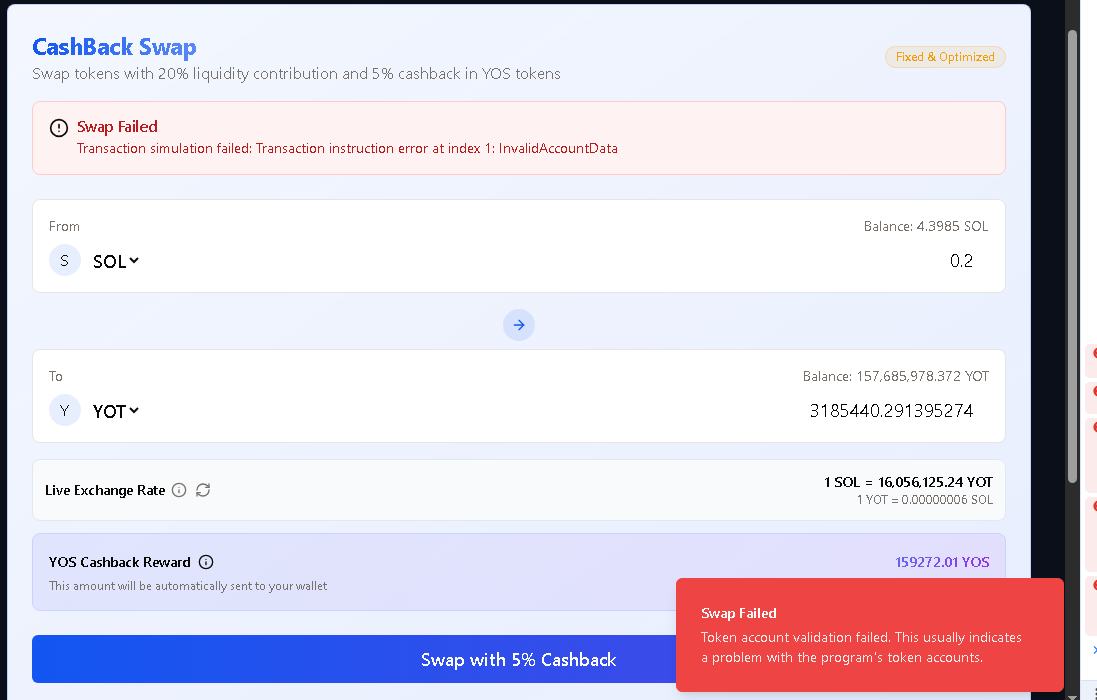 CashBack Swap
Swap tokens with 20% liquidity contribution and 5% cashback in YOS tokens
Fixed & Optimized
Swap Failed
Transaction simulation failed: Transaction instruction error at index 1: InvalidAccountData
From
Balance: 4.3985 SOL
S
SOL
0.2
To
Balance: 157,685,978.372 YOT
Y
YOT
3185440.291395274
Live Exchange Rate
1 SOL = 16,056,125.24 YOT
1 YOT = 0.00000006 SOL
YOS Cashback Reward
159272.01 YOS
This amount will be automatically sent to your wallet
Swap with 5% Cashback
Swap Failed
Token account validation failed. This usually indicates
a problem with the program's token accounts.